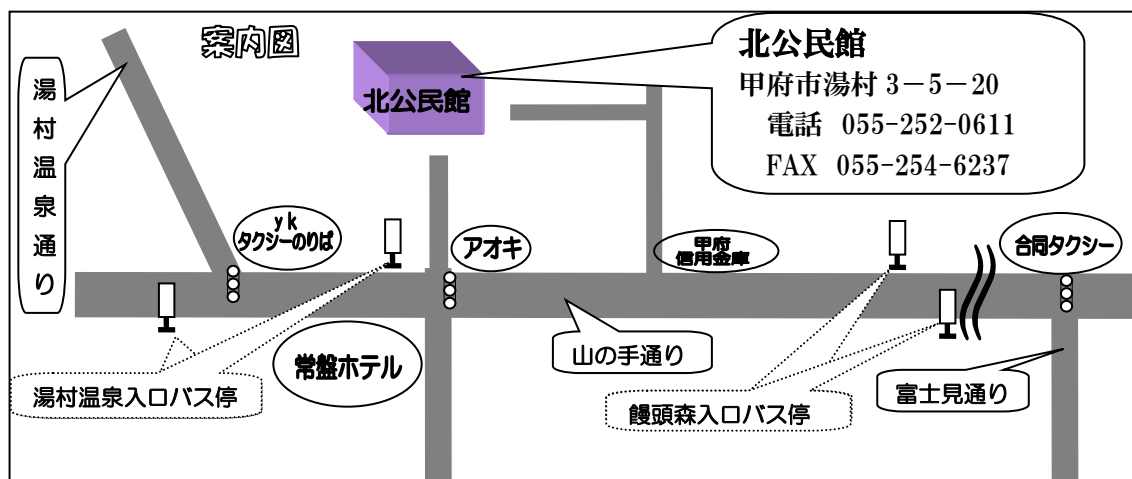 案内図
北公民館
甲府市湯村 3-5-20
電話 055-252-0611
FAX 055-254-6237
湯村温泉通り
北公民館
yk
タクシーのりば
アオキ
甲府
信用金庫
合同タクシー
常盤ホテル
山の手通り
湯村温泉入口バス停
饅頭森入口バス停
富士見通り